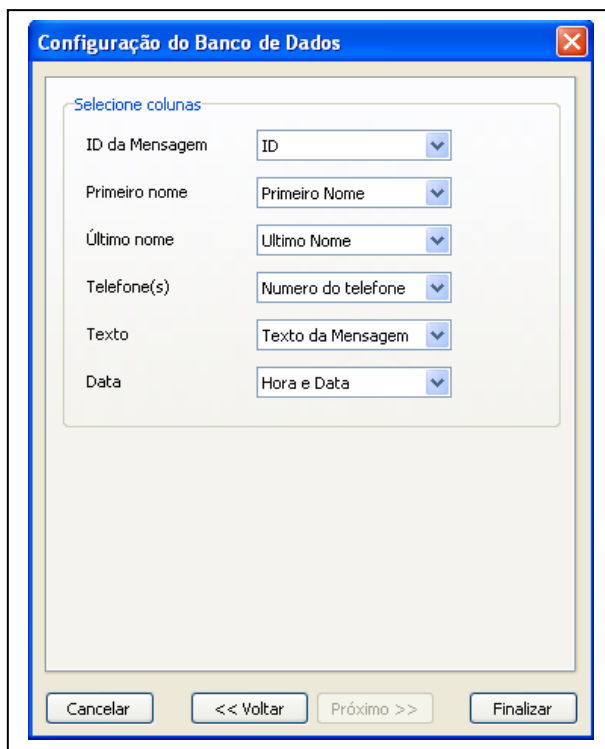 Configuração do Banco de Dados
Selecione colunas
ID da Mensagem ID
Primeiro nome Primeiro Nome
Último nome Ultimo Nome
Telefone(s) Numero do telefone
Texto Texto da Mensagem
Data Hora e Data
Cancelar << Voltar Próximo >> Finalizar